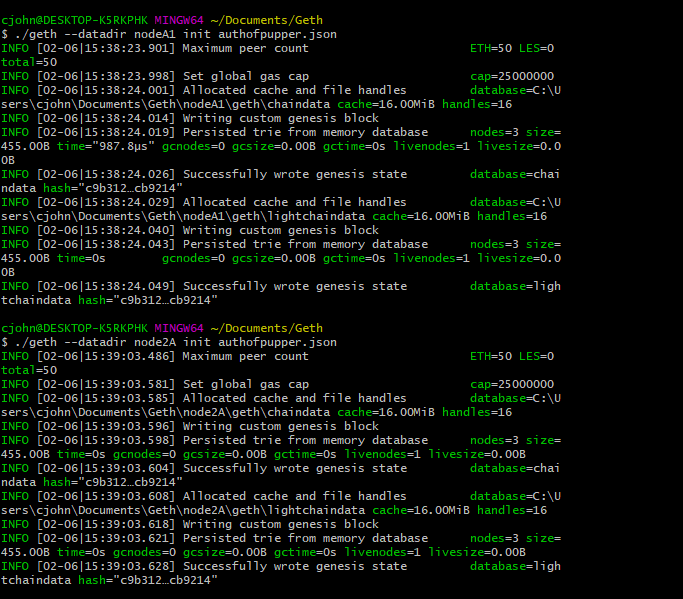 cjohn@DESKTOP-K5RKPHK MINGW64 ~/Documents/Geth
$ ./geth --datadir nodeA1 init authofpupper.json
INFO [02-06|15:38:23.901] Maximum peer count                       ETH=50 LES=0
total=50
INFO [02-06|15:38:23.998] Set global gas cap                       cap=25000000
INFO [02-06|15:38:24.001] Allocated cache and file handles         database=C:\U
sers\cjohn\Documents\Geth\nodeA1\geth\chaindata cache=16.00MiB handles=16
INFO [02-06|15:38:24.014] Writing custom genesis block
INFO [02-06|15:38:24.019] Persisted trie from memory database      nodes=3 size=
455.00B time="987.8µs" gcnodes=0 gcsize=0.00B gctime=0s livenodes=1 livesize=0.0
0B
INFO [02-06|15:38:24.026] Successfully wrote genesis state         database=chai
ndata hash="c9b312…cb9214"
INFO [02-06|15:38:24.029] Allocated cache and file handles         database=C:\U
sers\cjohn\Documents\Geth\nodeA1\geth\lightchaindata cache=16.00MiB handles=16
INFO [02-06|15:38:24.040] Writing custom genesis block
INFO [02-06|15:38:24.043] Persisted trie from memory database      nodes=3 size=
455.00B time=0s        gcnodes=0 gcsize=0.00B gctime=0s livenodes=1 livesize=0.0
0B
INFO [02-06|15:38:24.049] Successfully wrote genesis state         database=ligh
tchaindata hash="c9b312…cb9214"
cjohn@DESKTOP-K5RKPHK MINGW64 ~/Documents/Geth
$ ./geth --datadir node2A init authofpupper.json
INFO [02-06|15:39:03.486] Maximum peer count                       ETH=50 LES=0
total=50
INFO [02-06|15:39:03.581] Set global gas cap                       cap=25000000
INFO [02-06|15:39:03.585] Allocated cache and file handles         database=C:\U
sers\cjohn\Documents\Geth\node2A\geth\chaindata cache=16.00MiB handles=16
INFO [02-06|15:39:03.596] Writing custom genesis block
INFO [02-06|15:39:03.598] Persisted trie from memory database      nodes=3 size=
455.00B time=0s gcnodes=0 gcsize=0.00B gctime=0s livenodes=1 livesize=0.00B
INFO [02-06|15:39:03.604] Successfully wrote genesis state         database=chai
ndata hash="c9b312…cb9214"
INFO [02-06|15:39:03.608] Allocated cache and file handles         database=C:\U
sers\cjohn\Documents\Geth\node2A\geth\lightchaindata cache=16.00MiB handles=16
INFO [02-06|15:39:03.618] Writing custom genesis block
INFO [02-06|15:39:03.621] Persisted trie from memory database      nodes=3 size=
455.00B time=0s gcnodes=0 gcsize=0.00B gctime=0s livenodes=1 livesize=0.00B
INFO [02-06|15:39:03.628] Successfully wrote genesis state         database=ligh
tchaindata hash="c9b312…cb9214"